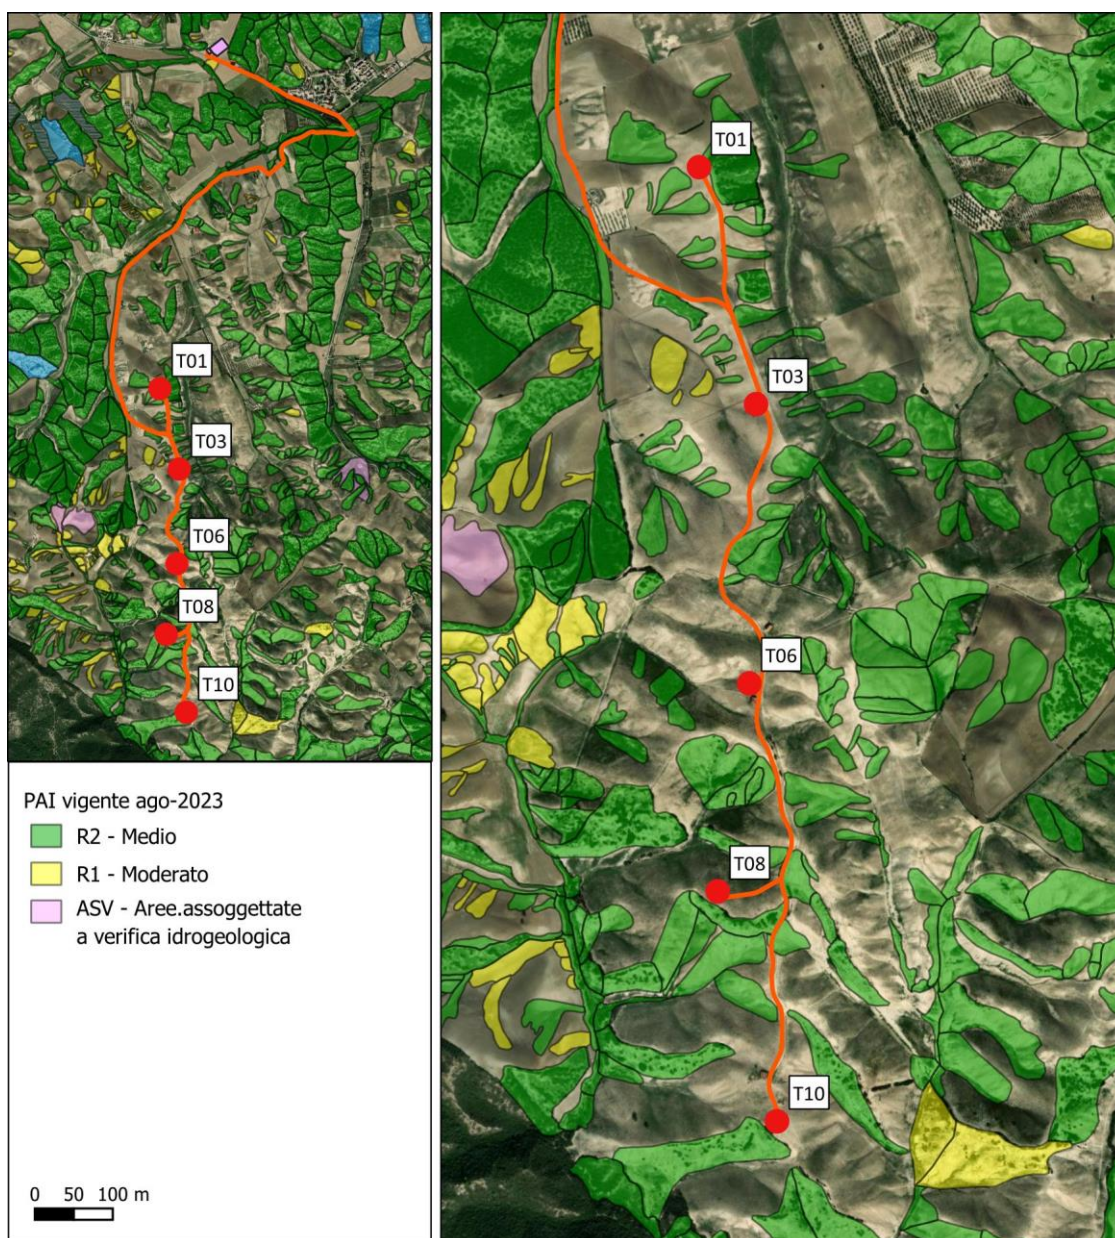 T01
T03
T06
T08
T10
PAI vigente ago-2023
R2 - Medio
R1 - Moderato
ASV - Aree.assoggettate
a verifica idrogeologica
0 50 100 m
T01
T03
T06
T08
T10